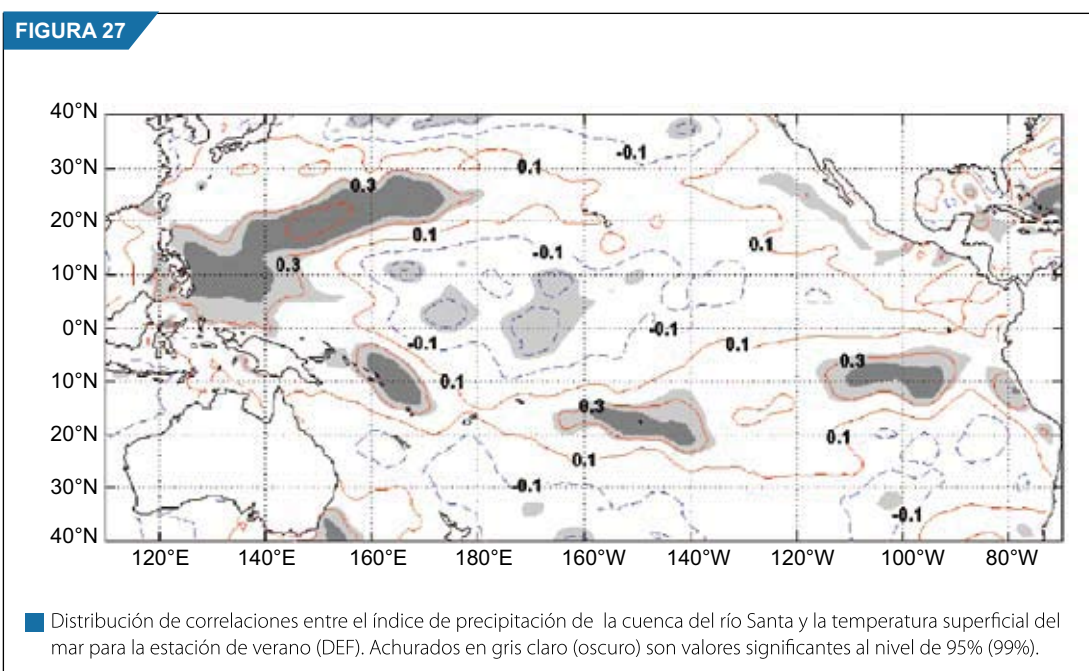 FIGURA 27
40°N
30°N
20°N
10°N
0°N
10°N
20°N
30°N
40°N
0.3
0.1
-0.1
0.1
-0.1
0.1
0.3
-0.1
-0.1
0.1
0.1
0.3
0.3
0.1
0.1
-0.1
-0.1
120°E 140°E 160°E 180°E 160°W 140°W 120°W 100°W 80°W
Distribución de correlaciones entre el índice de precipitación de la cuenca del río Santa y la temperatura superficial del
mar para la estación de verano (DEF). Achurados en gris claro (oscuro) son valores significantes al nivel de 95% (99%).